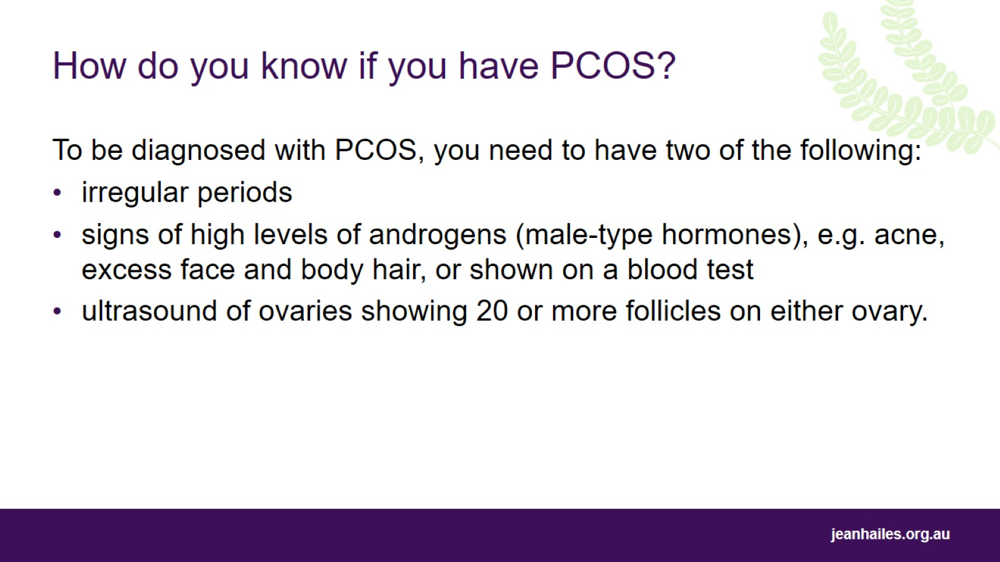 How do you know if you have PCOS?
To be diagnosed with PCOS, you need to have two of the following:
• irregular periods
• signs of high levels of androgens (male-type hormones), e.g. acne,
excess face and body hair, or shown on a blood test
• ultrasound of ovaries showing 20 or more follicles on either ovary.
jeanhailes.org.au